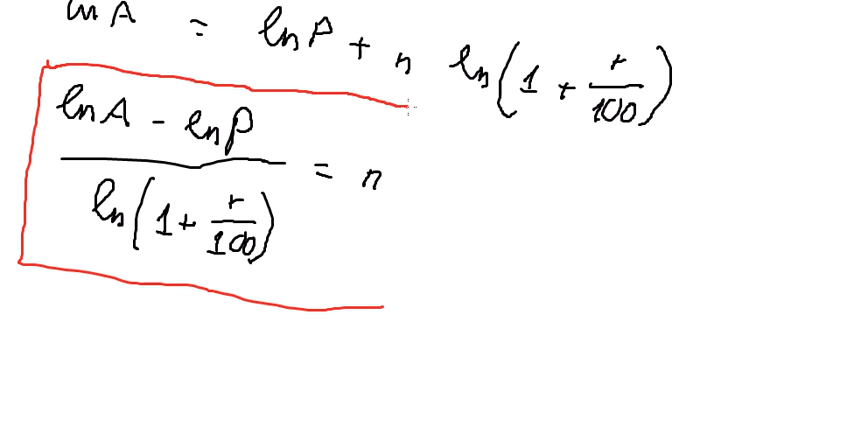 ln A = ln P + n ln(1 + r/100)
(ln A - ln P) / ln(1 + r/100) = n